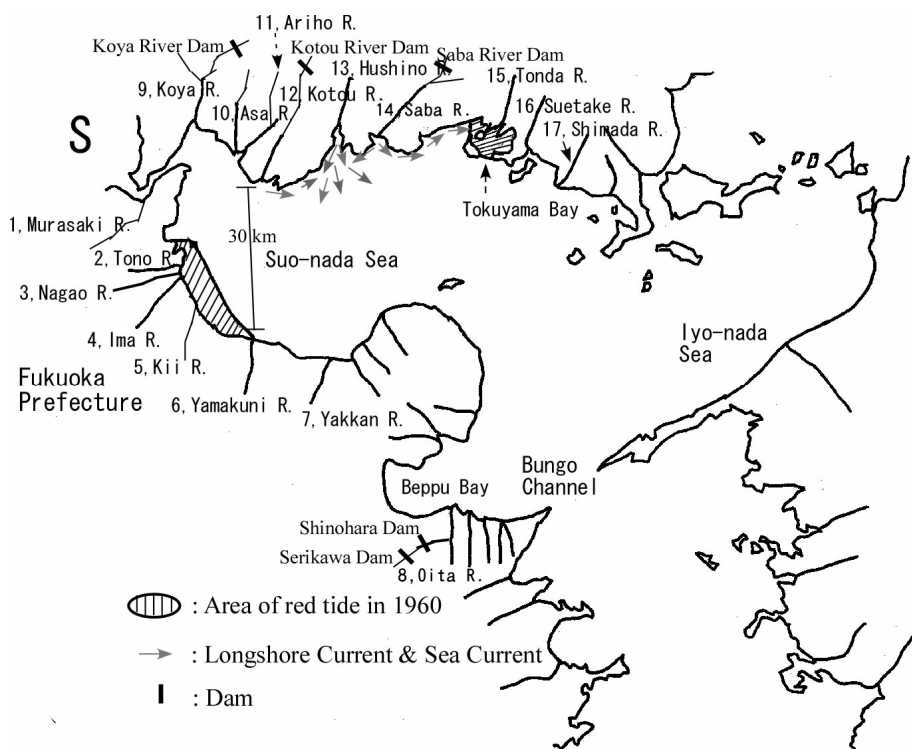 11, Ariho R.
Koya River Dam
Kotou River Dam
Saba River Dam
13, Hushino R.
15, Tonda R.
9, Koya R.
10, Asa R.
12, Kotou R.
14, Saba R.
16, Suetake R.
17, Shimada R.
S
Tokuyama Bay
1, Murasaki R.
30 km
2, Tono R.
Suo-nada Sea
3, Nagao R.
4, Ima R.
Iyo-nada
Sea
5, Kii R.
Fukuoka
Prefecture
6, Yamakuni R.
7, Yakkan R.
Beppu Bay
Bungo
Channel
Shinohara Dam
Serikawa Dam
8, Oita R.
: Area of red tide in 1960
: Longshore Current & Sea Current
: Dam